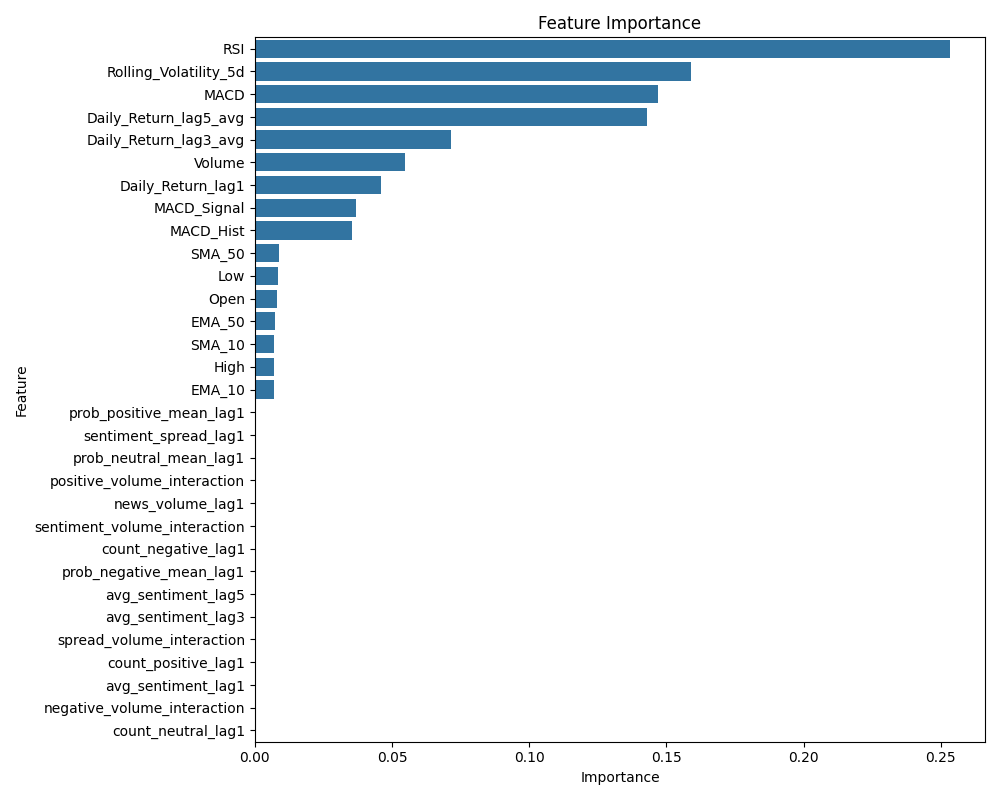 Feature Importance
RSI
Rolling_Volatility_5d
MACD
Daily_Return_lag5_avg
Daily_Return_lag3_avg
Volume
Daily_Return_lag1
MACD_Signal
MACD_Hist
SMA_50
Low
Open
EMA_50
SMA_10
High
EMA_10
prob_positive_mean_lag1
sentiment_spread_lag1
prob_neutral_mean_lag1
positive_volume_interaction
news_volume_lag1
sentiment_volume_interaction
count_negative_lag1
prob_negative_mean_lag1
avg_sentiment_lag5
avg_sentiment_lag3
spread_volume_interaction
count_positive_lag1
avg_sentiment_lag1
negative_volume_interaction
count_neutral_lag1
Feature
0.00 0.05 0.10 0.15 0.20 0.25
Importance